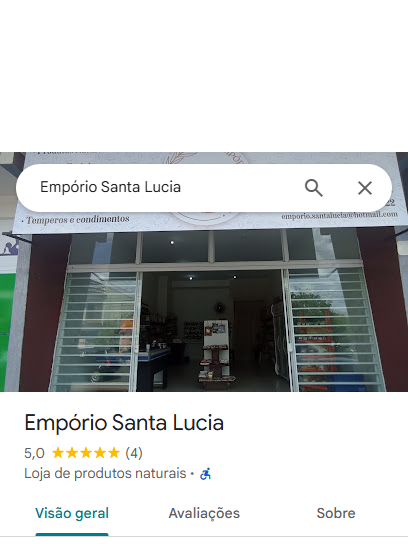 Empório Santa Lucia
• Temperos e condimentos
emporio.santalucia@hotmail.com
Empório Santa Lucia
5,0 ★★★★★ (4)
Loja de produtos naturais •
Visão geral
Avaliações
Sobre